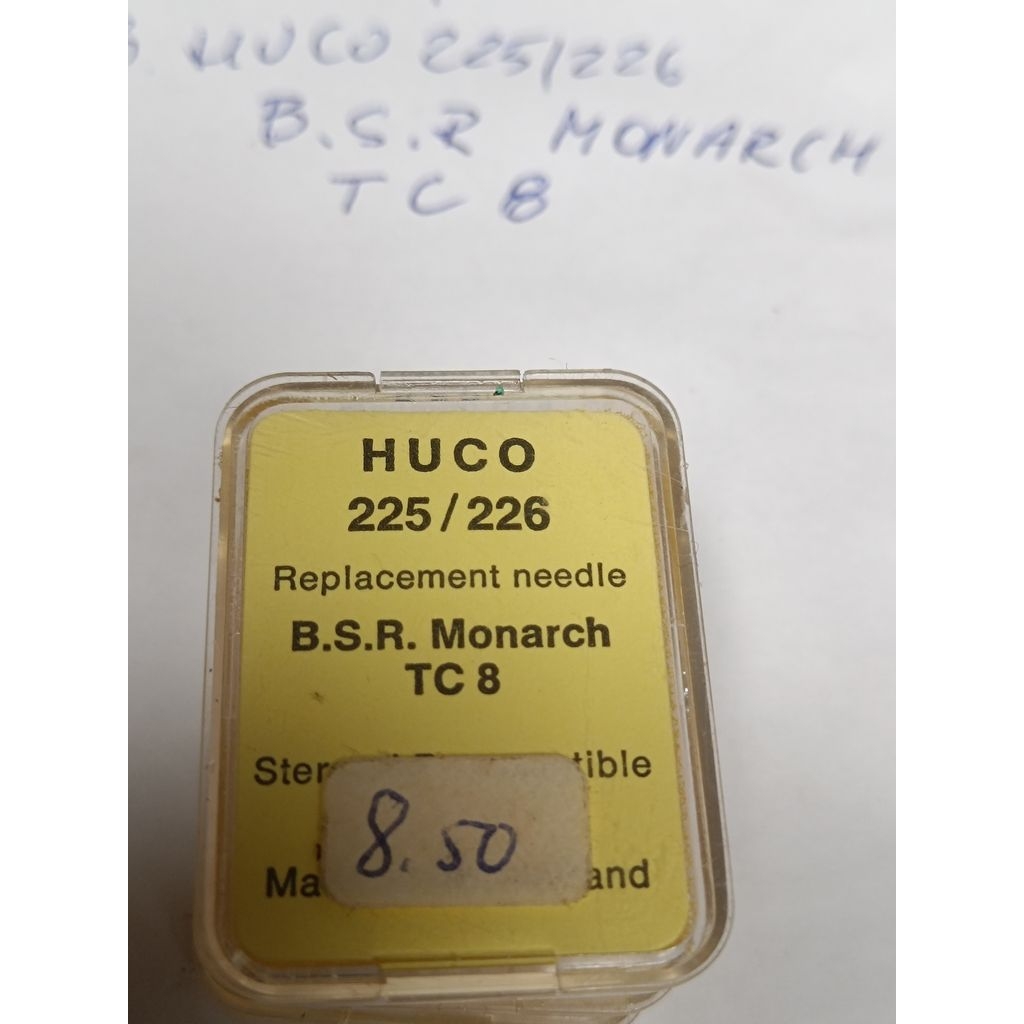 HUCO 225/226
B.S.R MONARCH
TC 8
HUCO
225/226
Replacement needle
B.S.R. Monarch
TC 8
8.50